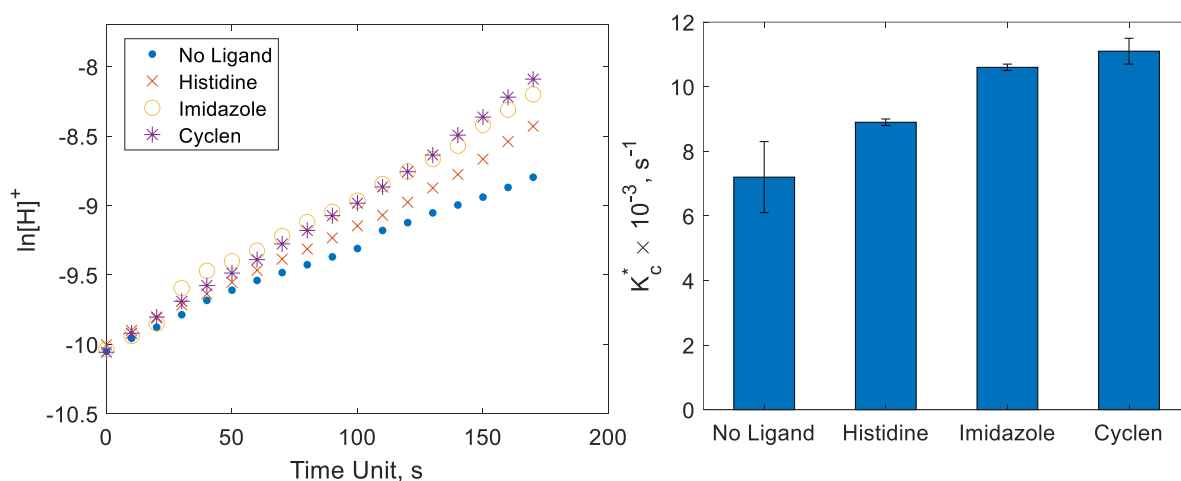 No Ligand
Histidine
Imidazole
Cyclen
-8
-8.5
-9
-9.5
-10
-10.5
ln[H]⁺
0 50 100 150 200
Time Unit, s
12
10
8
6
4
2
0
K*c × 10⁻³ , s⁻¹
No Ligand Histidine Imidazole Cyclen